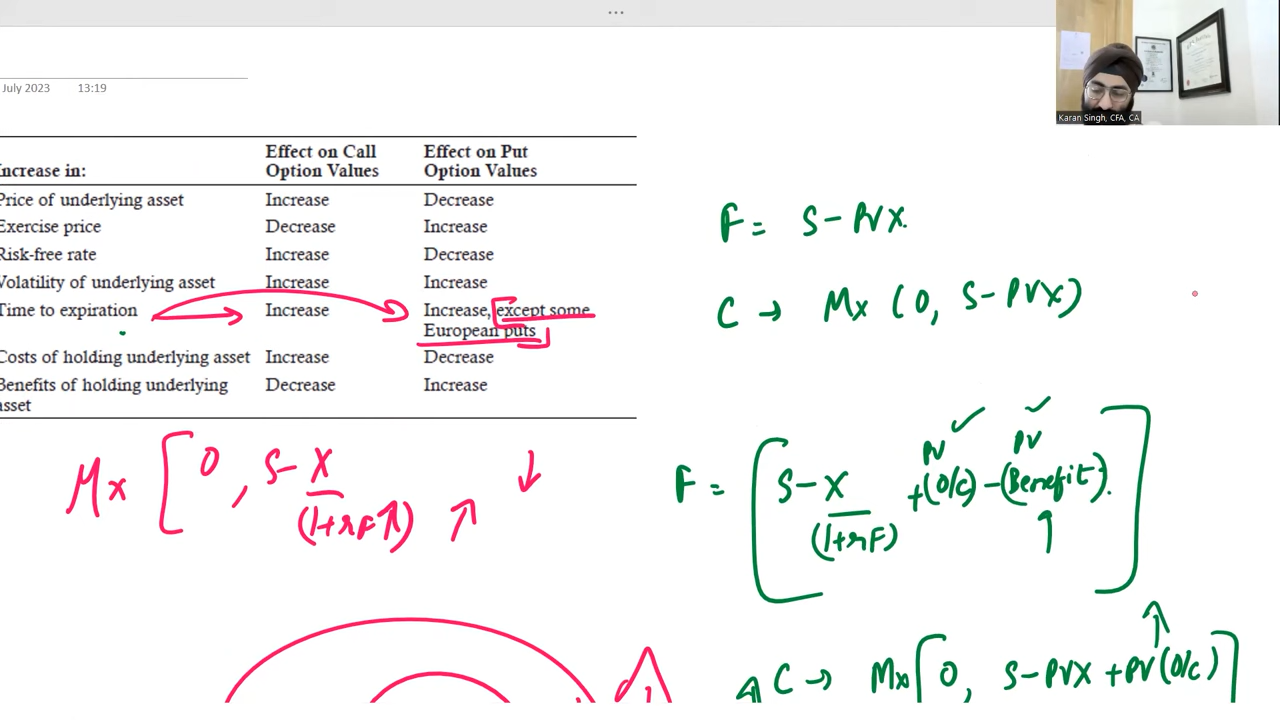 ...
Karan Singh, CFA, CA
July 2023 13:19
Increase in: Effect on Call Option Values Effect on Put Option Values
Price of underlying asset Increase Decrease
Exercise price Decrease Increase
Risk-free rate Increase Decrease
Volatility of underlying asset Increase Increase
Time to expiration Increase Increase, except some European puts
Costs of holding underlying asset Increase Decrease
Benefits of holding underlying asset Decrease Increase
Mx [0, S-X/(1+rF↑) ↑ ↓
F = S - PVX.
C → Mx (0, S-PVX)
F = [S-X/(1+rF) +PV(O/C) -PV(Benefit).↑]
↑C → Mx[0, S-PVX +PV(O/C)↑]